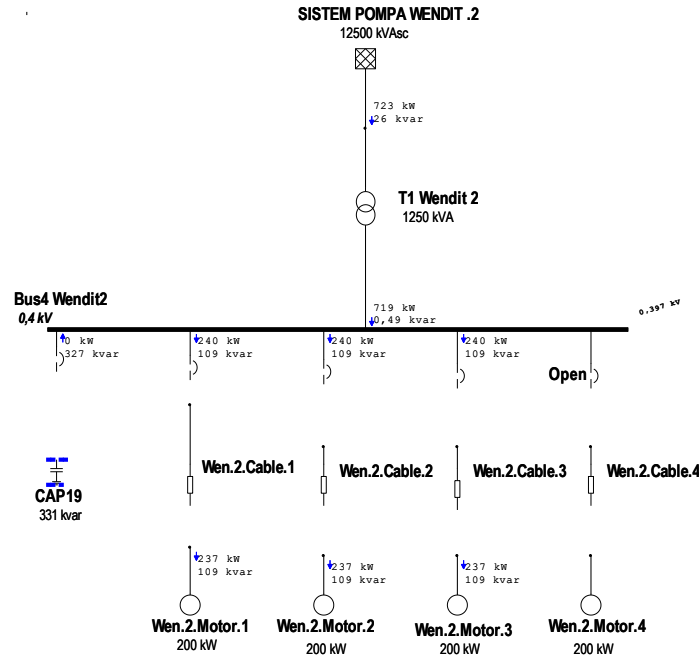 SISTEM POMPA WENDIT .2
12500 kVAsc
723 kW
26 kvar
T1 Wendit 2
1250 kVA
Bus4 Wendit2
0,4 kV
719 kW
0,49 kvar
0,397 kV
0 kW
327 kvar
240 kW
109 kvar
240 kW
109 kvar
240 kW
109 kvar
Open
CAP19
331 kvar
Wen.2.Cable.1
Wen.2.Cable.2
Wen.2.Cable.3
Wen.2.Cable.4
237 kW
109 kvar
237 kW
109 kvar
237 kW
109 kvar
Wen.2.Motor.1
200 kW
Wen.2.Motor.2
200 kW
Wen.2.Motor.3
200 kW
Wen.2.Motor.4
200 kW